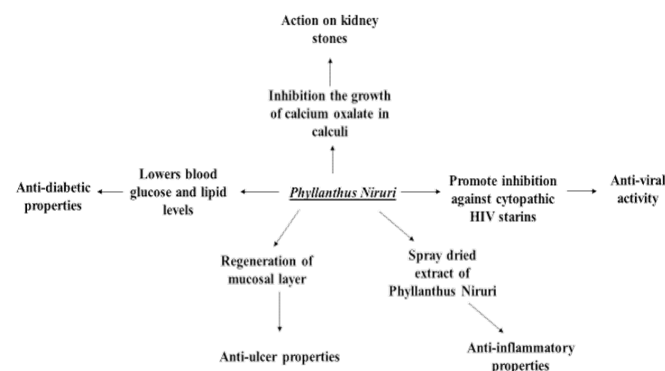 Action on kidney
stones
Inhibition the growth
of calcium oxalate in
calculi
Anti-diabetic
properties
Lowers blood
glucose and lipid
levels
Phyllanthus Niruri
Promote inhibition
against cytopathic
HIV starins
Anti-viral
activity
Regeneration of
mucosal layer
Spray dried
extract of
Phyllanthus Niruri
Anti-ulcer properties
Anti-inflammatory
properties